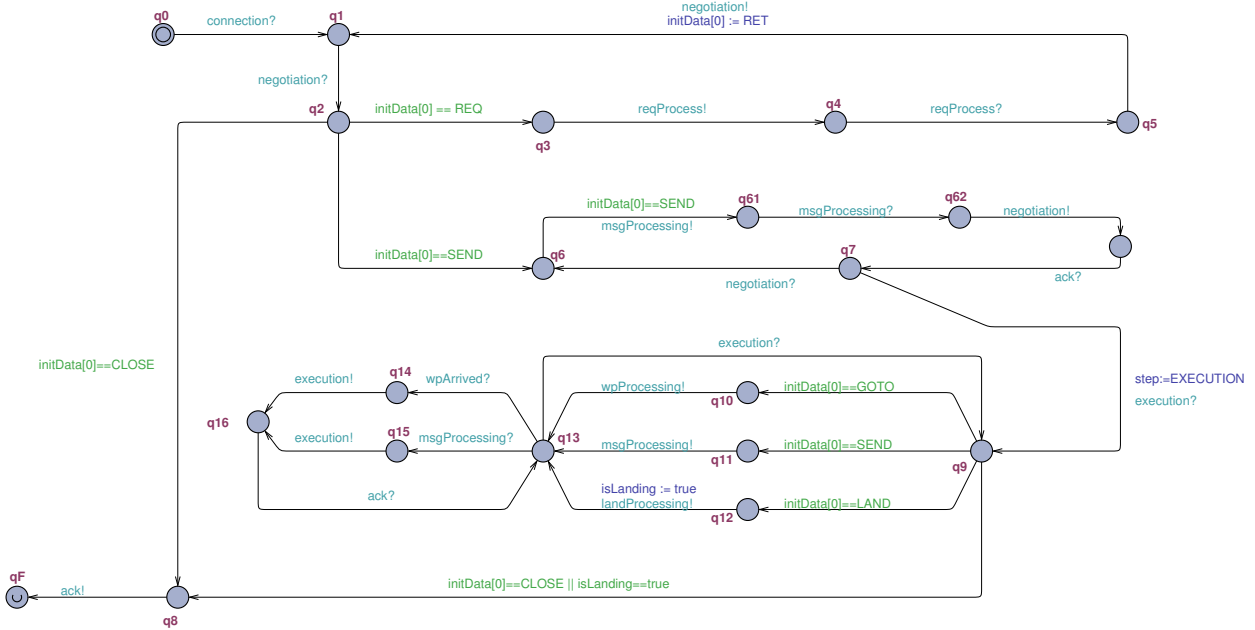 negotiation!
q0
connection?
q1
initData[0] := RET
negotiation?
q2
initData[0] == REQ
reqProcess!
q4
reqProcess?
q5
q3
q61
q62
initData[0]==SEND
msgProcessing!
msgProcessing?
negotiation!
initData[0]==SEND
q6
q7
negotiation?
ack?
execution?
initData[0]==CLOSE
q14
execution!
wpArrived?
wpProcessing!
initData[0]==GOTO
step:=EXECUTION
execution?
q10
q16
q15
execution!
msgProcessing?
q13
msgProcessing!
initData[0]==SEND
q11
q9
ack?
isLanding := true
landProcessing!
initData[0]==LAND
q12
qF
ack!
initData[0]==CLOSE || isLanding==true
q8